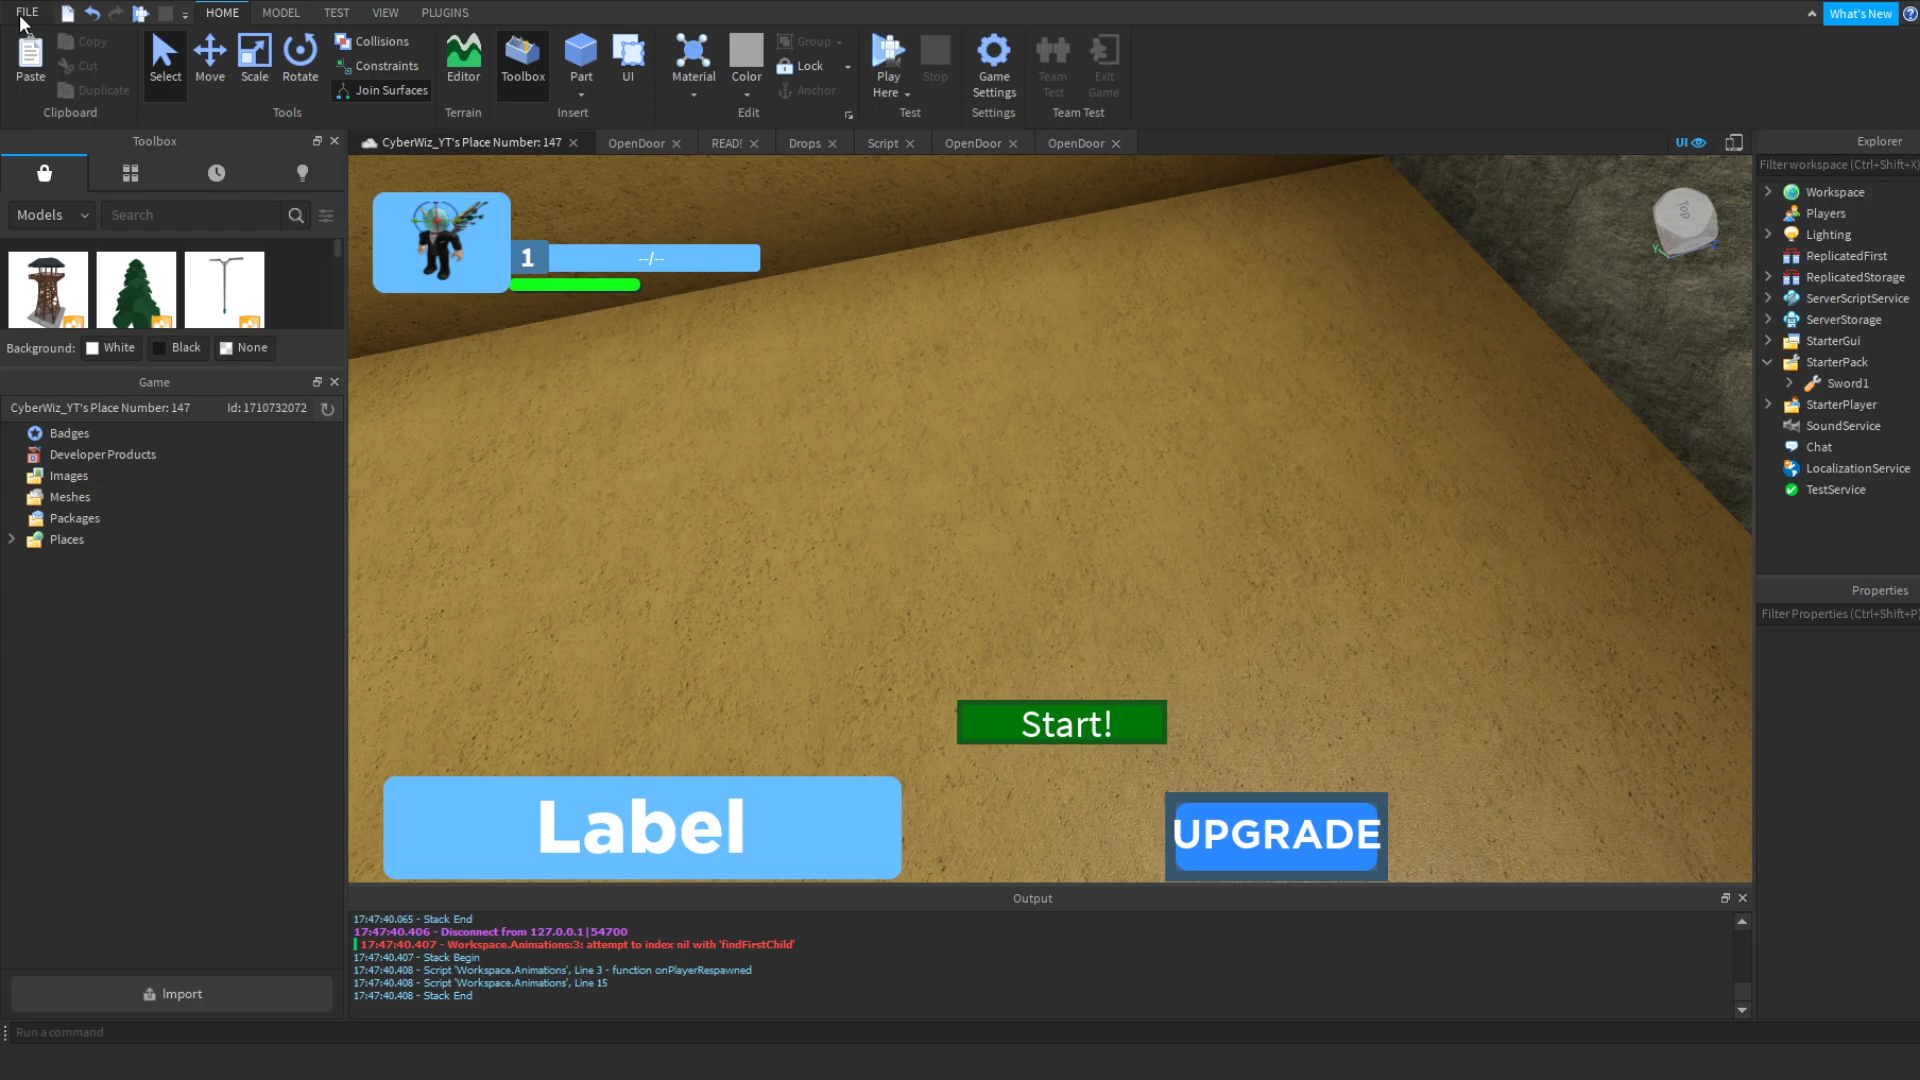 FILE HOME MODEL TEST VIEW PLUGINS What's New
Paste Copy Cut Duplicate Clipboard
Select Move Scale Rotate Collisions Constraints Join Surfaces Tools
Editor Terrain
Toolbox Part UI Insert
Material Color Group Lock Anchor Edit
Play Here Stop Test
Game Settings Settings
Team Test Exit Game Team Test
Toolbox
CyberWiz_YT's Place Number: 147 OpenDoor READ! Drops Script OpenDoor OpenDoor UI
Explorer
Filter workspace (Ctrl+Shift+X)
Models Search
Background: White Black None
Game
CyberWiz_YT's Place Number: 147 Id: 1710732072
Badges
Developer Products
Images
Meshes
Packages
Places
Import
1 --/--
Top
Y
Start!
Label
UPGRADE
Workspace
Players
Lighting
ReplicatedFirst
ReplicatedStorage
ServerScriptService
ServerStorage
StarterGui
StarterPack
Sword1
StarterPlayer
SoundService
Chat
LocalizationService
TestService
Properties
Filter Properties (Ctrl+Shift+P)
Output
17:47:40.065 - Stack End
17:47:40.406 - Disconnect from 127.0.0.1|54700
17:47:40.407 - Workspace.Animations:3: attempt to index nil with 'findFirstChild'
17:47:40.407 - Stack Begin
17:47:40.408 - Script 'Workspace.Animations', Line 3 - function onPlayerRespawned
17:47:40.408 - Script 'Workspace.Animations', Line 15
17:47:40.408 - Stack End
Run a command